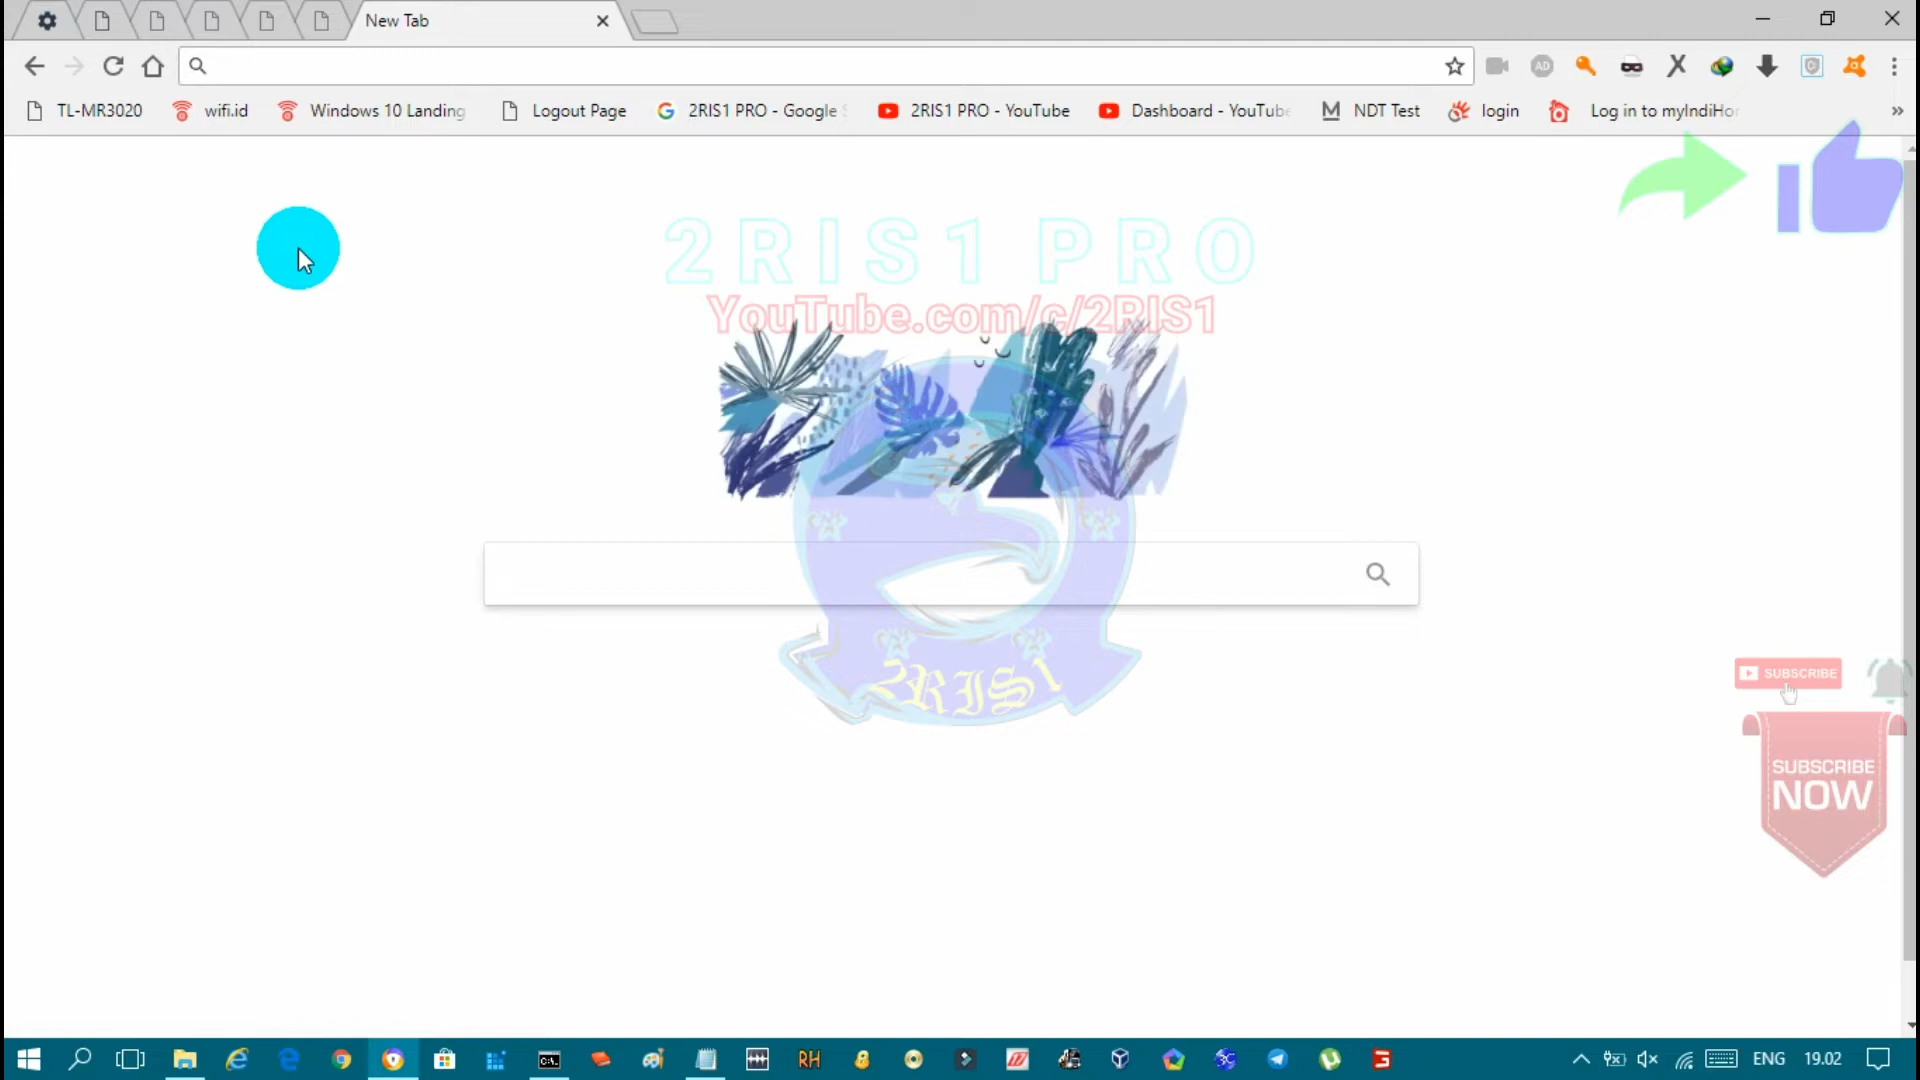 New Tab
AD
TL-MR3020
wifi.id
Windows 10 Landing
Logout Page
2RIS1 PRO - Google
2RIS1 PRO - YouTube
Dashboard - YouTube
M NDT Test
login
Log in to myIndiHo
2RIS1 PRO
YouTube.com/c/2RIS1
2RIS1
SUBSCRIBE
SUBSCRIBE
NOW
C:\.
RH
ENG
19.02